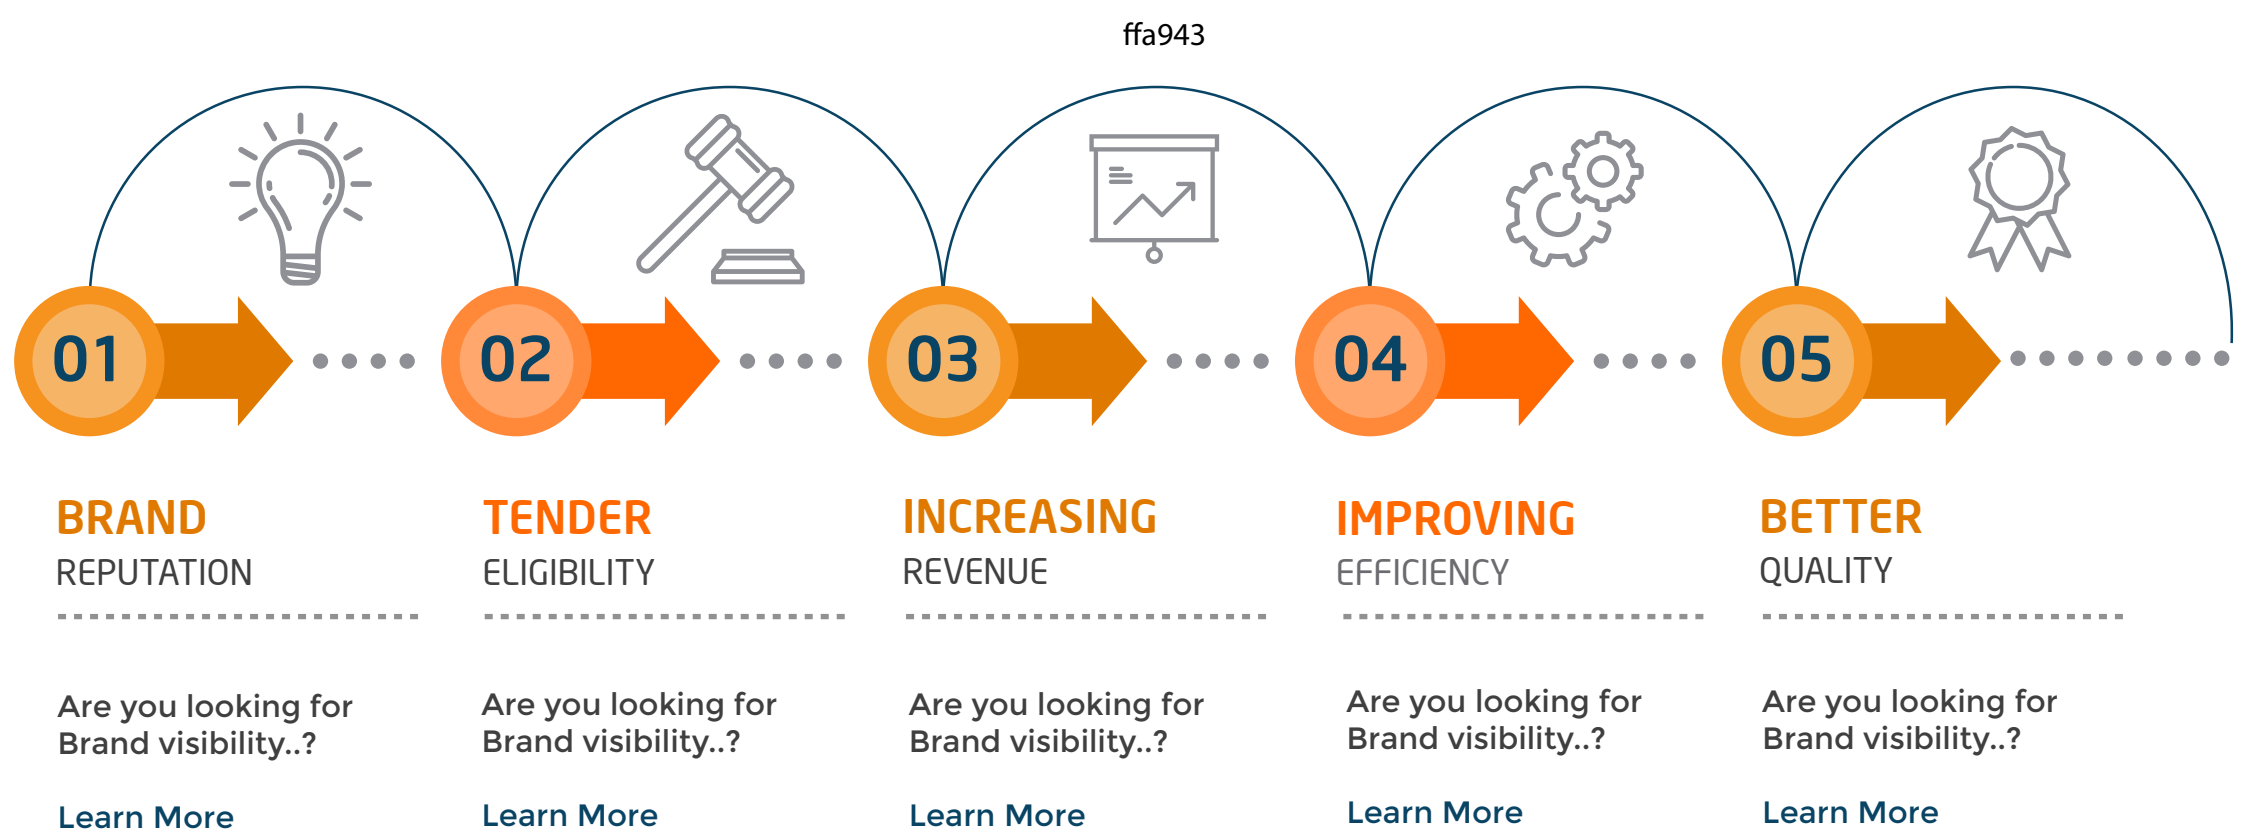 ffa943
01
02
03
04
05
BRAND
REPUTATION
Are you looking for
Brand visibility..?
Learn More
TENDER
ELIGIBILITY
Are you looking for
Brand visibility..?
Learn More
INCREASING
REVENUE
Are you looking for
Brand visibility..?
Learn More
IMPROVING
EFFICIENCY
Are you looking for
Brand visibility..?
Learn More
BETTER
QUALITY
Are you looking for
Brand visibility..?
Learn More